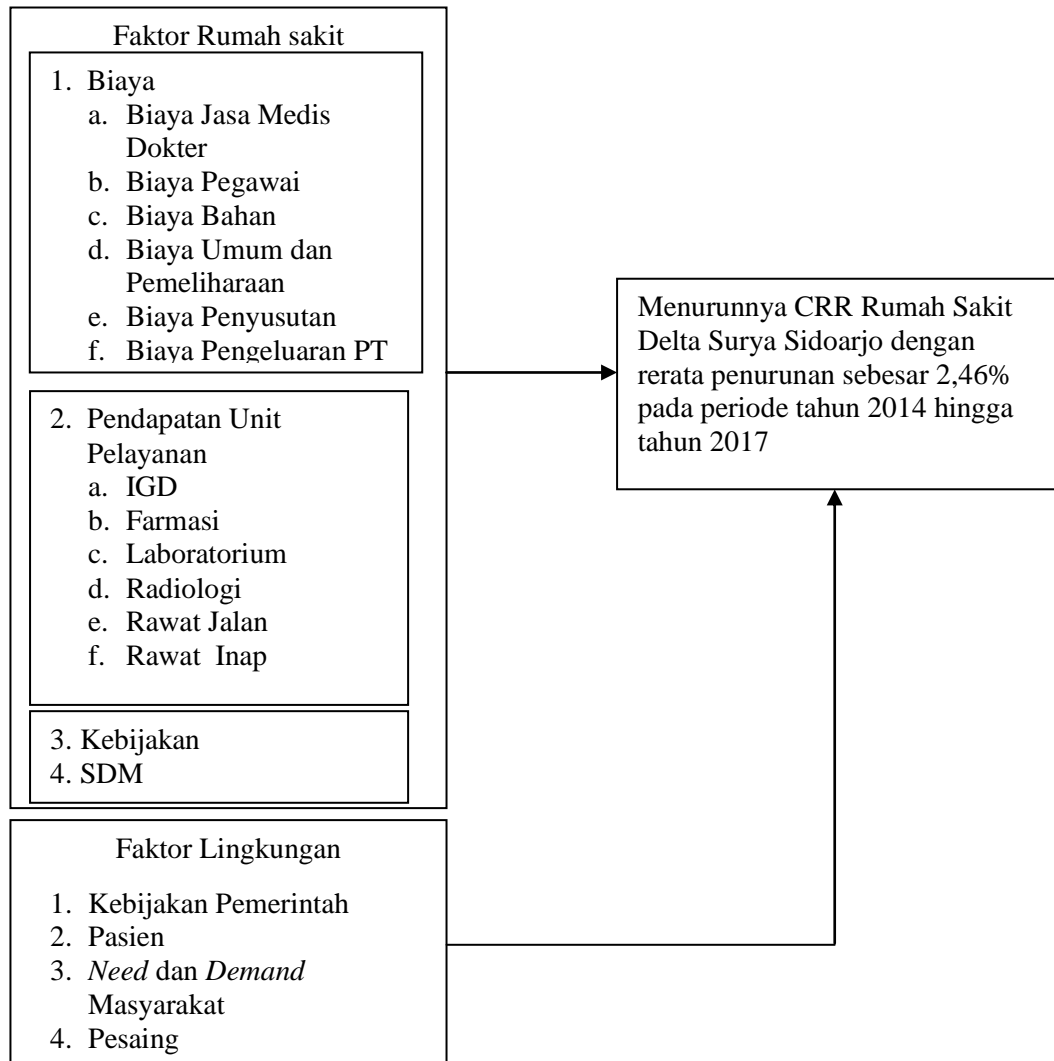 Faktor Rumah sakit
1. Biaya
a. Biaya Jasa Medis
Dokter
b. Biaya Pegawai
c. Biaya Bahan
d. Biaya Umum dan
Pemeliharaan
e. Biaya Penyusutan
f. Biaya Pengeluaran PT
2. Pendapatan Unit
Pelayanan
a. IGD
b. Farmasi
c. Laboratorium
d. Radiologi
e. Rawat Jalan
f. Rawat Inap
3. Kebijakan
4. SDM
Faktor Lingkungan
1. Kebijakan Pemerintah
2. Pasien
3. Need dan Demand
Masyarakat
4. Pesaing
Menurunnya CRR Rumah Sakit
Delta Surya Sidoarjo dengan
rerata penurunan sebesar 2,46%
pada periode tahun 2014 hingga
tahun 2017